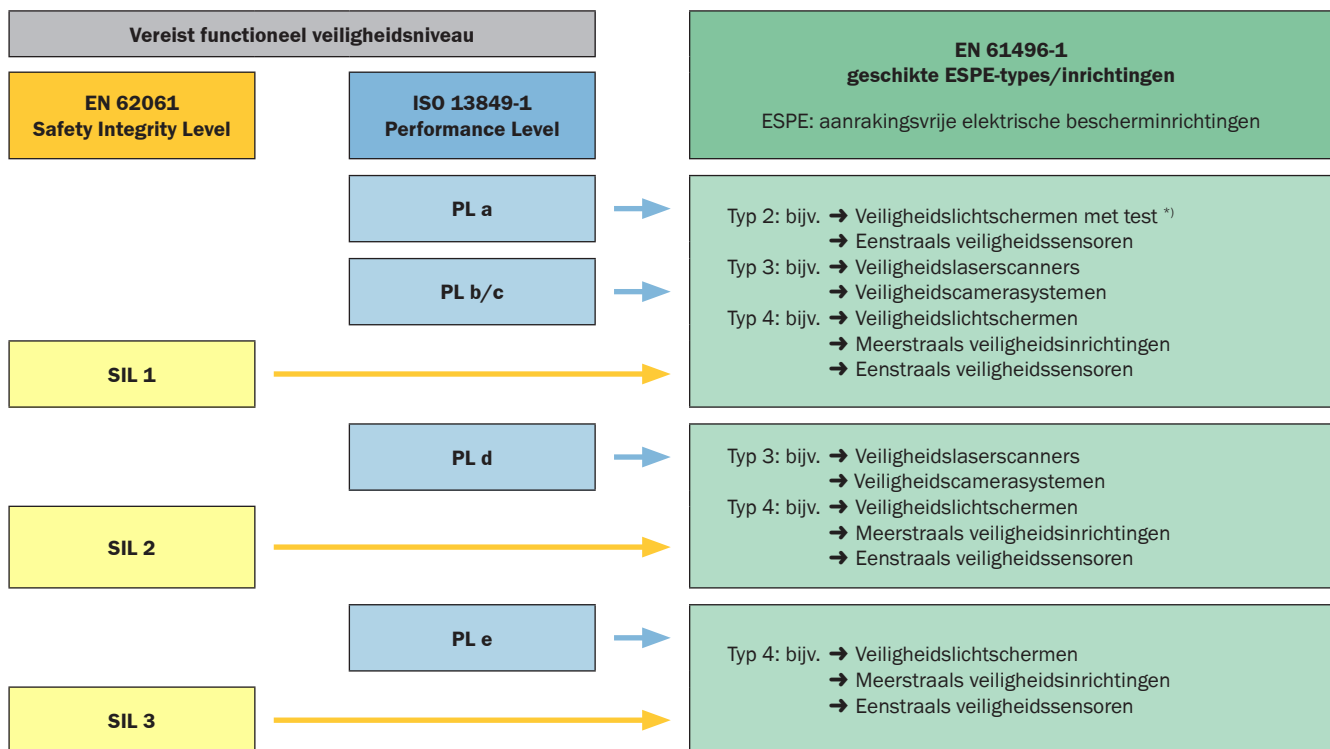 Vereist functioneel veiligheidsniveau
EN 62061
Safety Integrity Level
ISO 13849-1
Performance Level
EN 61496-1
geschikte ESPE-types/inrichtingen
ESPE: aanrakingsvrije elektrische bescherminrichtingen
PL a
PL b/c
SIL 1
Typ 2: bijv. ➔ Veiligheidslichtschermen met test *)
➔ Eenstraals veiligheidssensoren
Typ 3: bijv. ➔ Veiligheidslaserscanners
➔ Veiligheidscamerasystemen
Typ 4: bijv. ➔ Veiligheidslichtschermen
➔ Meerstraals veiligheidsinrichtingen
➔ Eenstraals veiligheidssensoren
PL d
SIL 2
Typ 3: bijv. ➔ Veiligheidslaserscanners
➔ Veiligheidscamerasystemen
Typ 4: bijv. ➔ Veiligheidslichtschermen
➔ Meerstraals veiligheidsinrichtingen
➔ Eenstraals veiligheidssensoren
PL e
SIL 3
Typ 4: bijv. ➔ Veiligheidslichtschermen
➔ Meerstraals veiligheidsinrichtingen
➔ Eenstraals veiligheidssensoren